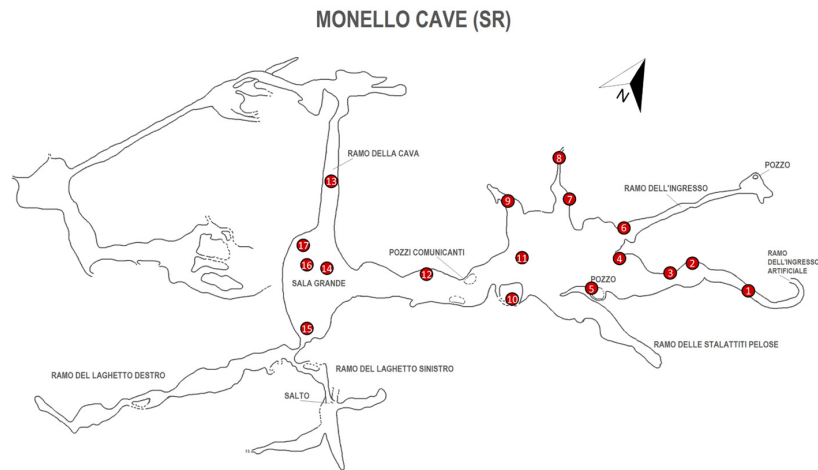 MONELLO CAVE (SR)
N
RAMO DELLA CAVA
8
POZZO
13
RAMO DELL'INGRESSO
9
7
6
17
POZZI COMUNICANTI
11
4
RAMO
DELL'INGRESSO
ARTIFICIALE
16
14
12
3
2
SALA GRANDE
POZZO
5
1
10
15
RAMO DELLE STALATTITI PELOSE
RAMO DEL LAGHETTO DESTRO
RAMO DEL LAGHETTO SINISTRO
SALTO